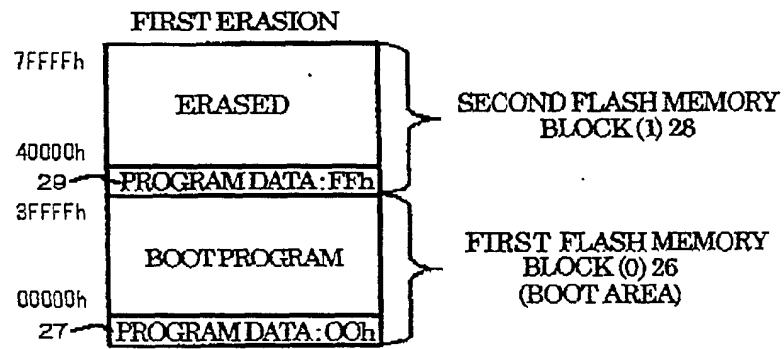 FIRST ERASION
7FFFFh
ERASED
40000h
29
PROGRAM DATA : FFh
SECOND FLASH MEMORY
BLOCK (1) 28
3FFFFh
BOOT PROGRAM
00000h
27
PROGRAM DATA : 00h
FIRST FLASH MEMORY
BLOCK (0) 26
(BOOT AREA)